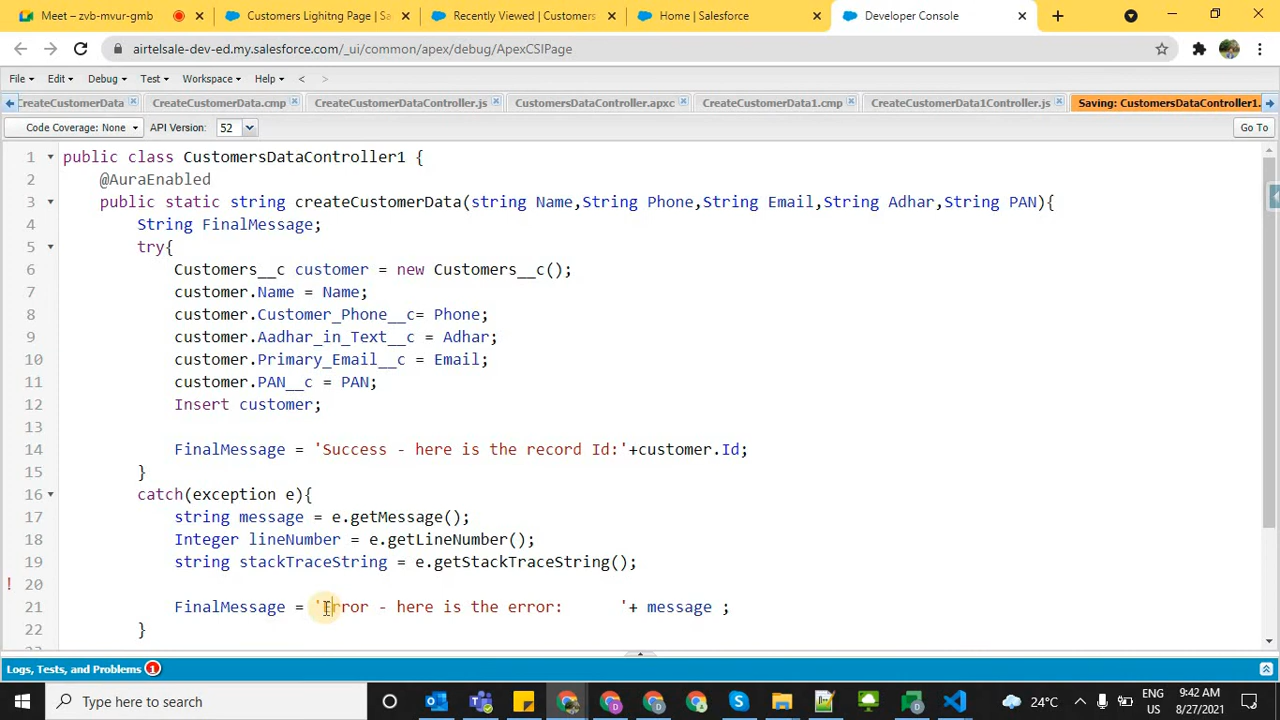 Meet – zvb-mvur-gmb
Customers Lighitng Page | Sa
Recently Viewed | Customers
Home | Salesforce
Developer Console
airtelsale-dev-ed.my.salesforce.com/_ui/common/apex/debug/ApexCSIPage
File Edit Debug Test Workspace Help < >
CreateCustomerData CreateCustomerData.cmp CreateCustomerDataController.js CustomersDataController.apxc CreateCustomerData1.cmp CreateCustomerData1Controller.js Saving: CustomersDataController1.
Code Coverage: None API Version: 52 Go To
1 public class CustomersDataController1 {
2 @AuraEnabled
3 public static string createCustomerData(string Name,String Phone,String Email,String Adhar,String PAN){
4 String FinalMessage;
5 try{
6 Customers__c customer = new Customers__c();
7 customer.Name = Name;
8 customer.Customer_Phone__c= Phone;
9 customer.Aadhar_in_Text__c = Adhar;
10 customer.Primary_Email__c = Email;
11 customer.PAN__c = PAN;
12 Insert customer;
13
14 FinalMessage = 'Success - here is the record Id:'+customer.Id;
15 }
16 catch(exception e){
17 string message = e.getMessage();
18 Integer lineNumber = e.getLineNumber();
19 string stackTraceString = e.getStackTraceString();
! 20
21 FinalMessage = 'Error - here is the error: '+ message ;
22 }
Logs, Tests, and Problems 1
Type here to search
24°C
ENG
US
9:42 AM
8/27/2021